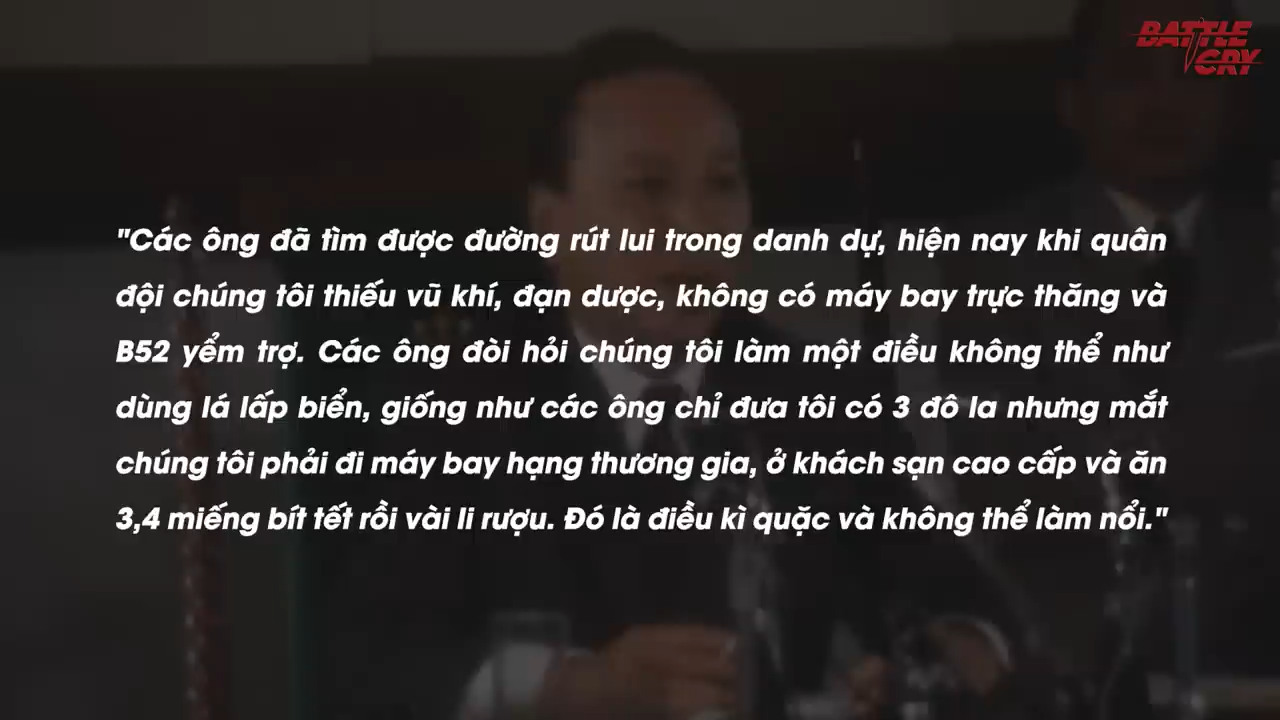 BATTLE
CRY
"Các ông đã tìm được đường rút lui trong danh dự, hiện nay khi quân
đội chúng tôi thiếu vũ khí, đạn dược, không có máy bay trực thăng và
B52 yểm trợ. Các ông đòi hỏi chúng tôi làm một điều không thể như
dùng lá lấp biển, giống như các ông chỉ đưa tôi có 3 đô la nhưng mắt
chúng tôi phải đi máy bay hạng thương gia, ở khách sạn cao cấp và ăn
3,4 miếng bít tết rồi vài li rượu. Đó là điều kì quặc và không thể làm nổi."